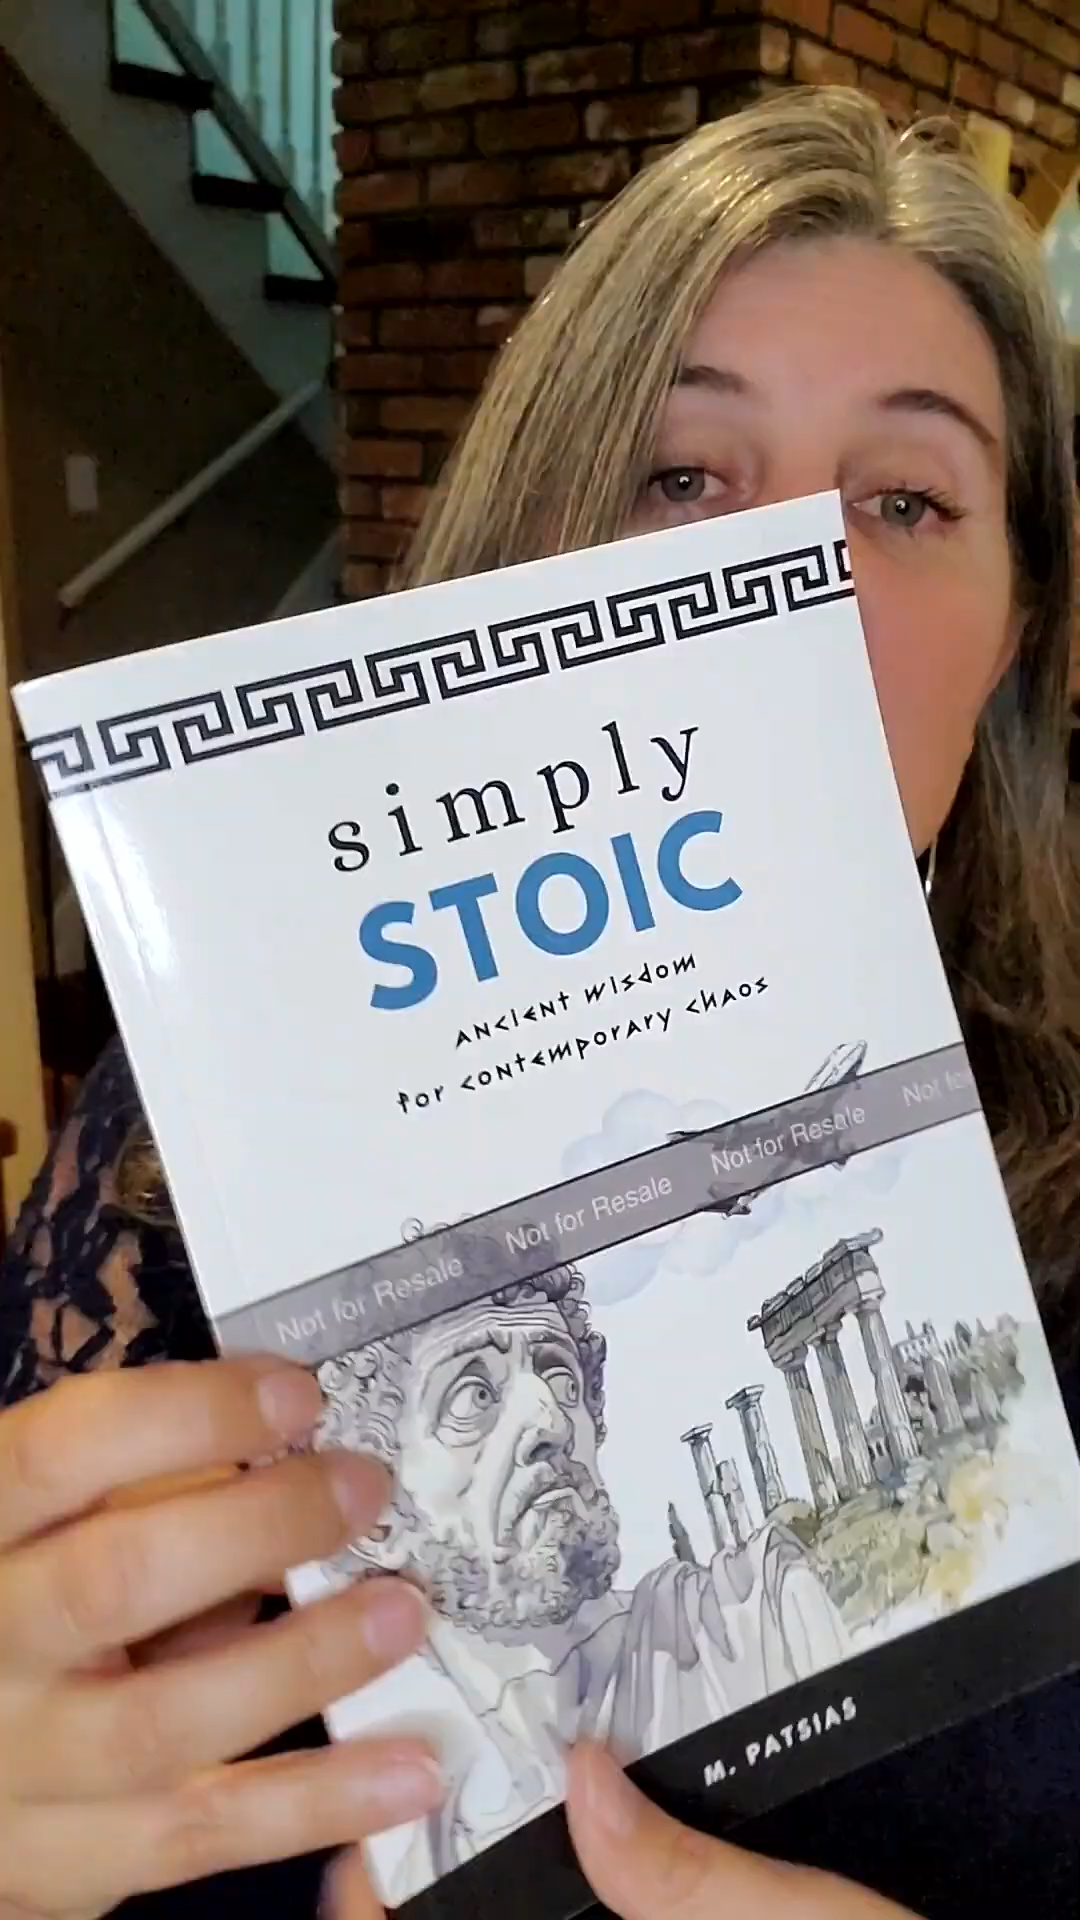 simply
STOIC
ANCIENT WISDOM
FOR CONTEMPORARY CHAOS
Not for Resale Not for Resale Not for Resale Not for
M. PATSIAS